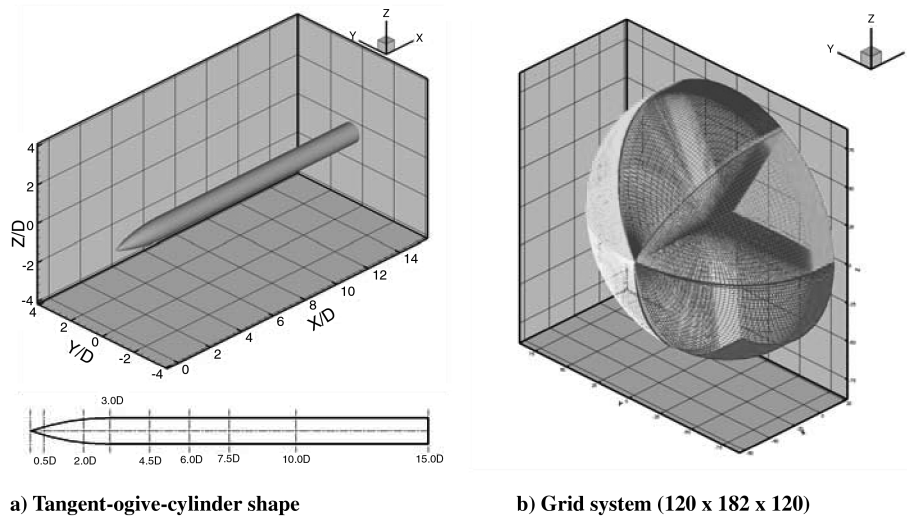 Z
Y
X
4
2
0
-2
-4
Z/D
4
2
0
-2
-4
Y/D
0
2
4
6
8
10
12
14
X/D
3.0D
0.5D 2.0D 4.5D 6.0D 7.5D 10.0D 15.0D
a) Tangent-ogive-cylinder shape
Z
Y
b) Grid system (120 x 182 x 120)